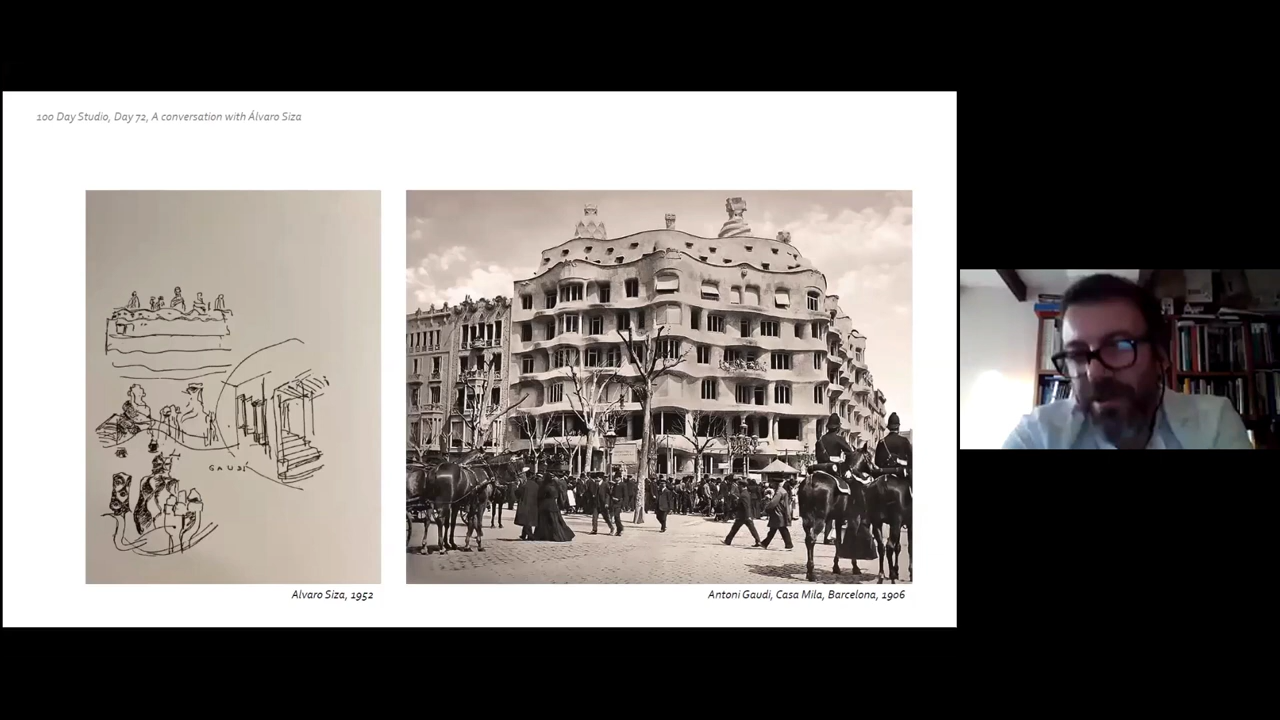 100 Day Studio, Day 72, A conversation with Álvaro Siza
GAUDÍ
Alvaro Siza, 1952
Antoni Gaudi, Casa Mila, Barcelona, 1906